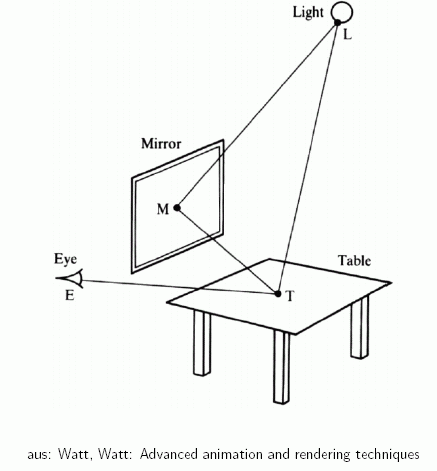 Light
L
Mirror
M
Table
Eye
E
T
aus: Watt, Watt: Advanced animation and rendering techniques